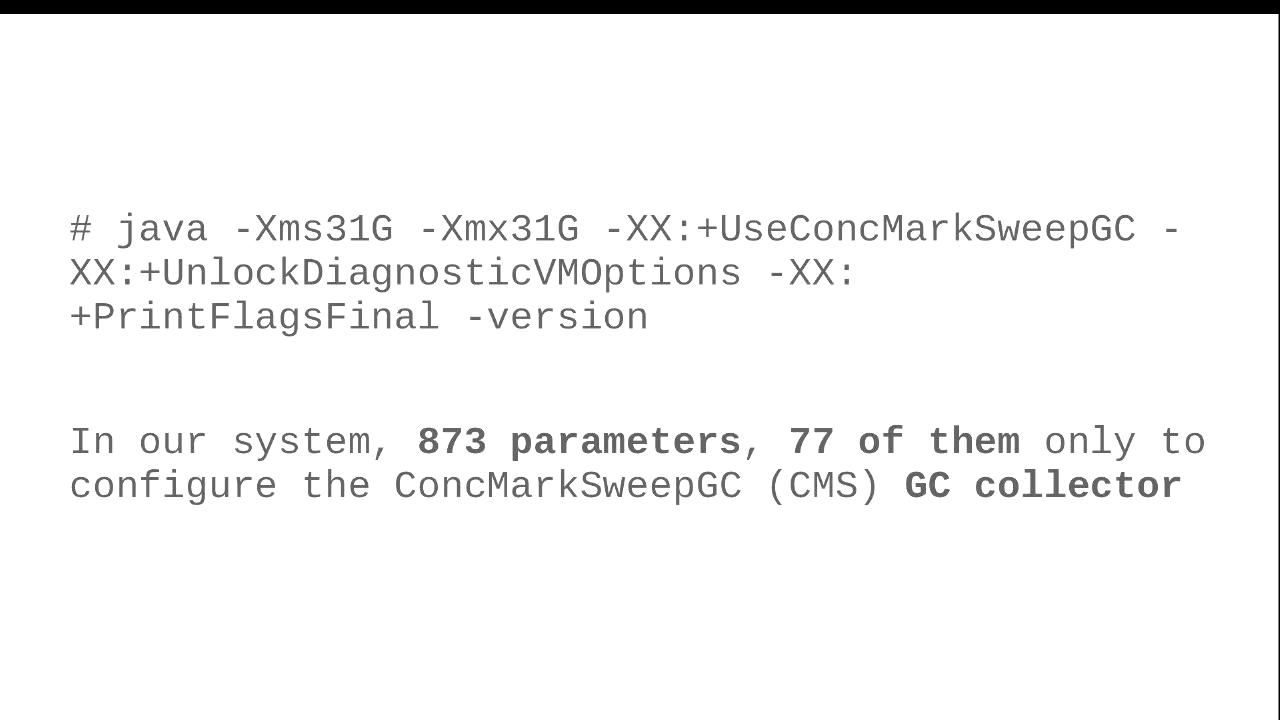 # java -Xms31G -Xmx31G -XX:+UseConcMarkSweepGC -
XX:+UnlockDiagnosticVMOptions -XX:
+PrintFlagsFinal -version
In our system, 873 parameters, 77 of them only to
configure the ConcMarkSweepGC (CMS) GC collector